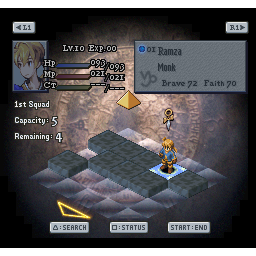 ◀L1
R1▶
Lv.10 Exp.00
Hp 093/093
Mp 021/021
CT ---/---
01 Ramza
Monk
Brave 72 Faith 70
1st Squad
Capacity: 5
Remaining: 4
△:SEARCH □:STATUS START:END